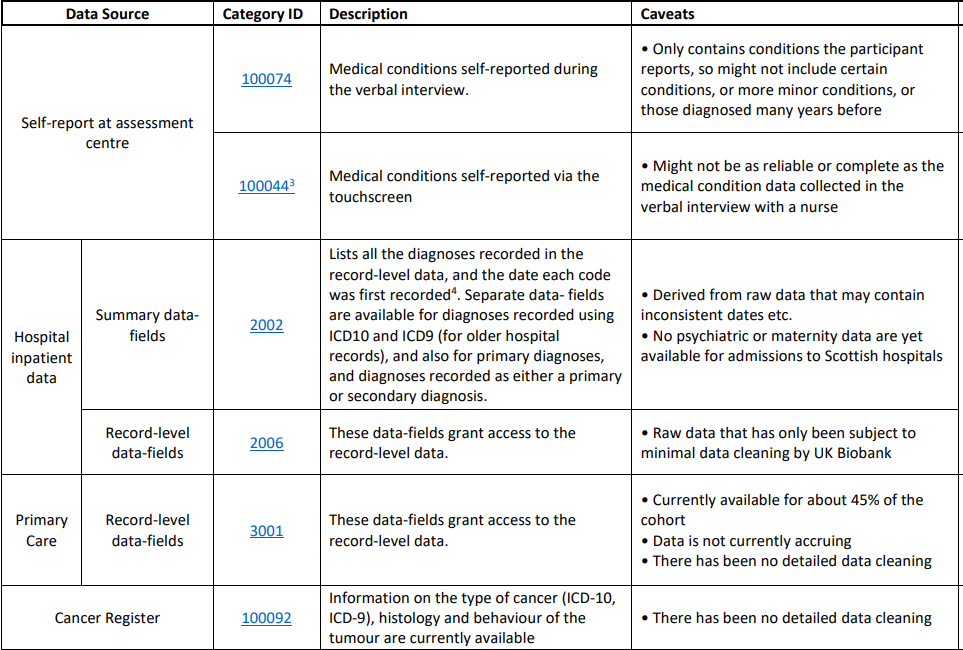 Data Source Category ID Description Caveats
Self-report at assessment
centre
100074
Medical conditions self-reported during
the verbal interview.
• Only contains conditions the participant
reports, so might not include certain
conditions, or more minor conditions, or
those diagnosed many years before
100044³
Medical conditions self-reported via the
touchscreen
• Might not be as reliable or complete as the
medical condition data collected in the
verbal interview with a nurse
Hospital
inpatient
data
Summary data-
fields
2002
Lists all the diagnoses recorded in the
record-level data, and the date each code
was first recorded⁴. Separate data- fields
are available for diagnoses recorded using
ICD10 and ICD9 (for older hospital
records), and also for primary diagnoses,
and diagnoses recorded as either a primary
or secondary diagnosis.
• Derived from raw data that may contain
inconsistent dates etc.
• No psychiatric or maternity data are yet
available for admissions to Scottish hospitals
Record-level
data-fields
2006
These data-fields grant access to the
record-level data.
• Raw data that has only been subject to
minimal data cleaning by UK Biobank
Primary
Care
Record-level
data-fields
3001
These data-fields grant access to the
record-level data.
• Currently available for about 45% of the
cohort
• Data is not currently accruing
• There has been no detailed data cleaning
Cancer Register
100092
Information on the type of cancer (ICD-10,
ICD-9), histology and behaviour of the
tumour are currently available
• There has been no detailed data cleaning